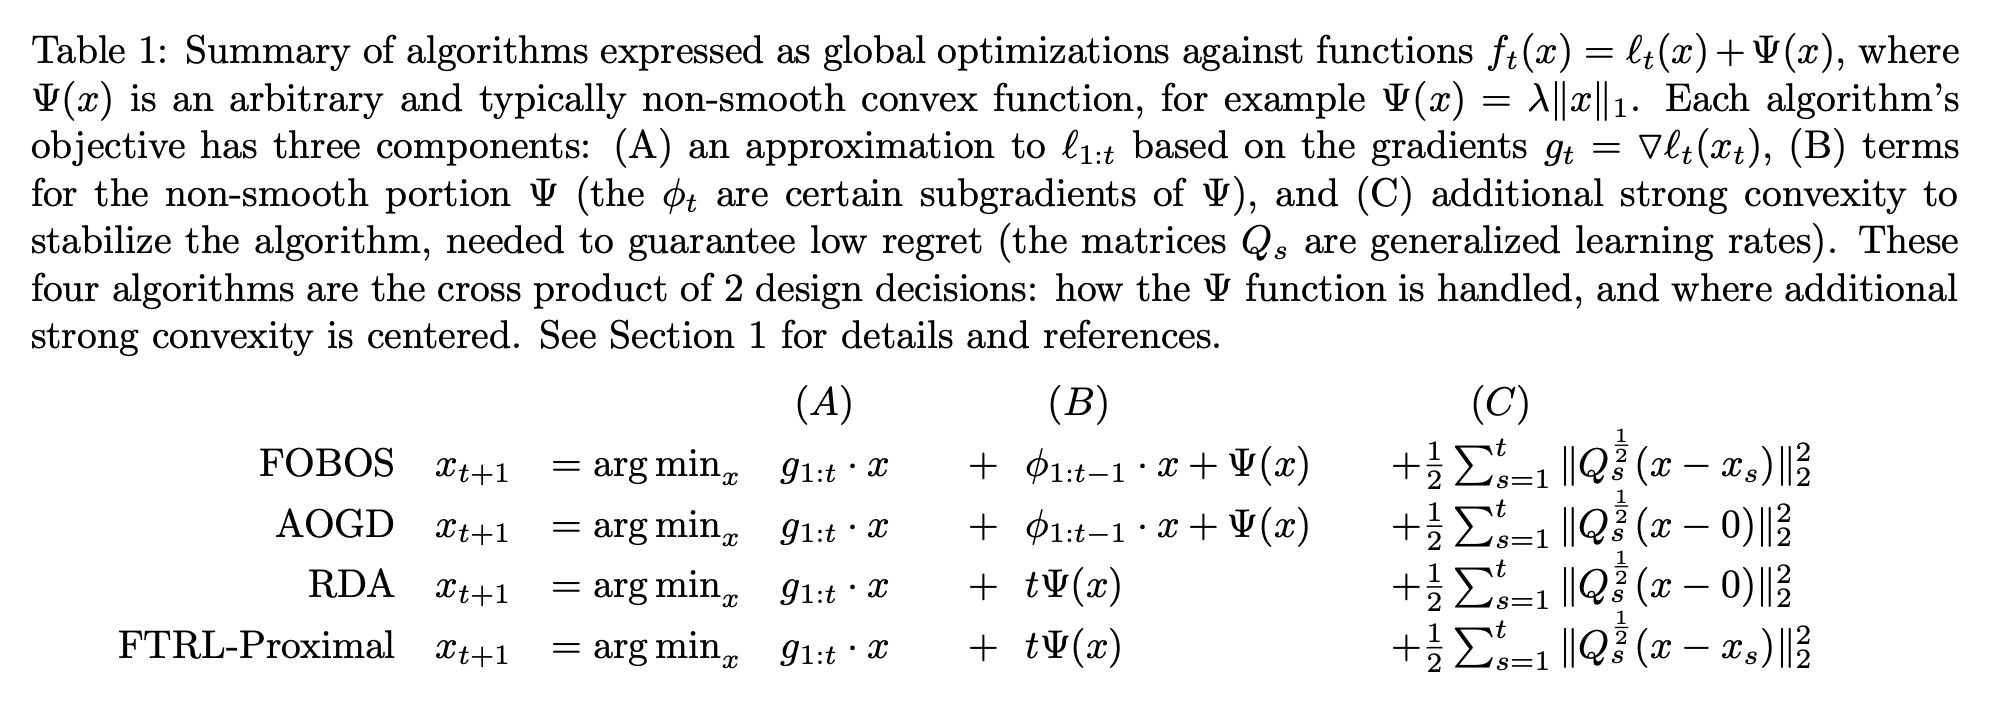 Table 1: Summary of algorithms expressed as global optimizations against functions $f_t(x) = \ell_t(x) + \Psi(x)$, where
$\Psi(x)$ is an arbitrary and typically non-smooth convex function, for example $\Psi(x) = \lambda\|x\|_1$. Each algorithm's
objective has three components: (A) an approximation to $\ell_{1:t}$ based on the gradients $g_t = \triangledown \ell_t(x_t)$, (B) terms
for the non-smooth portion $\Psi$ (the $\phi_t$ are certain subgradients of $\Psi$), and (C) additional strong convexity to
stabilize the algorithm, needed to guarantee low regret (the matrices $Q_s$ are generalized learning rates). These
four algorithms are the cross product of 2 design decisions: how the $\Psi$ function is handled, and where additional
strong convexity is centered. See Section 1 for details and references.
$(A)$ $(B)$ $(C)$
FOBOS $x_{t+1} = \arg\min_x g_{1:t} \cdot x + \phi_{1:t-1} \cdot x + \Psi(x) + \frac{1}{2} \sum_{s=1}^{t} \|Q_s^{\frac{1}{2}}(x - x_s)\|_2^2$
AOGD $x_{t+1} = \arg\min_x g_{1:t} \cdot x + \phi_{1:t-1} \cdot x + \Psi(x) + \frac{1}{2} \sum_{s=1}^{t} \|Q_s^{\frac{1}{2}}(x - 0)\|_2^2$
RDA $x_{t+1} = \arg\min_x g_{1:t} \cdot x + t\Psi(x) + \frac{1}{2} \sum_{s=1}^{t} \|Q_s^{\frac{1}{2}}(x - 0)\|_2^2$
FTRL-Proximal $x_{t+1} = \arg\min_x g_{1:t} \cdot x + t\Psi(x) + \frac{1}{2} \sum_{s=1}^{t} \|Q_s^{\frac{1}{2}}(x - x_s)\|_2^2$